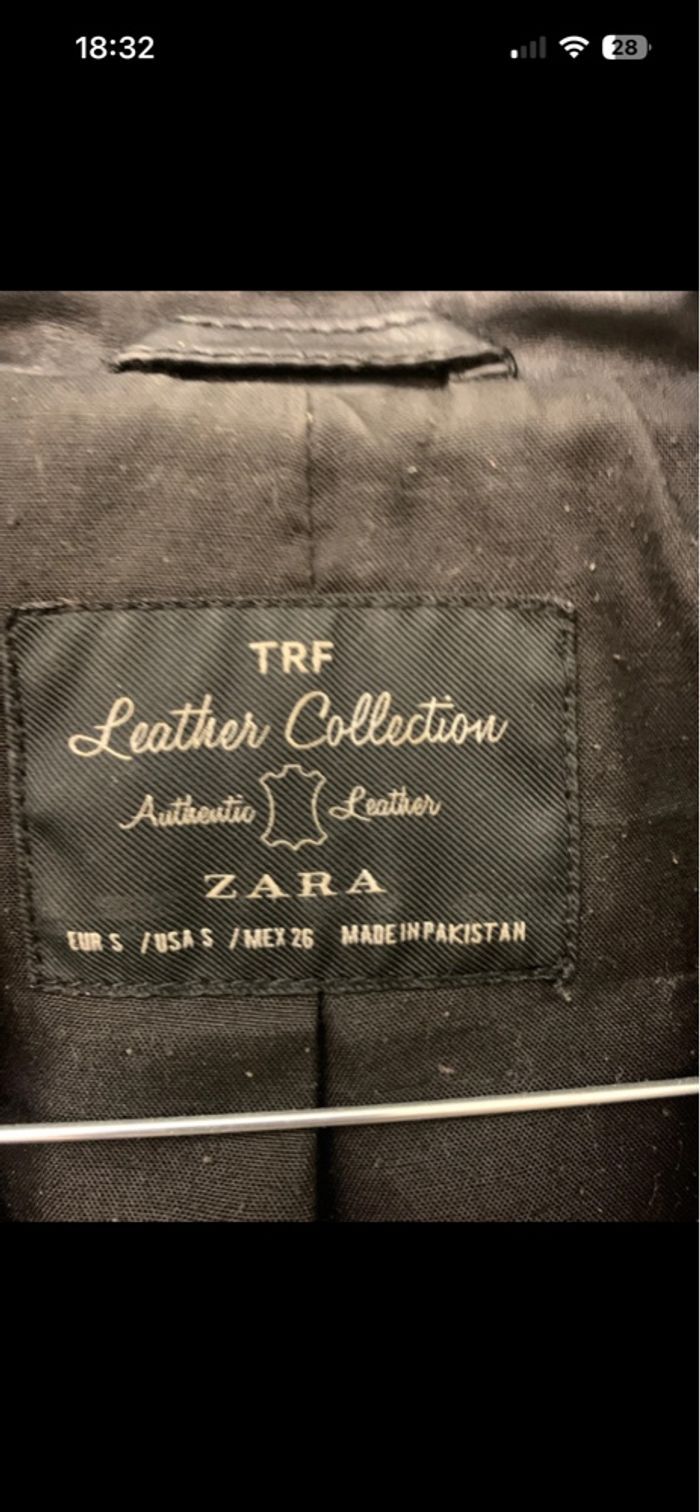 18:32
28
TRF
Leather Collection
Authentic Leather
ZARA
EUR S / USA S / MEX 26 MADE IN PAKISTAN